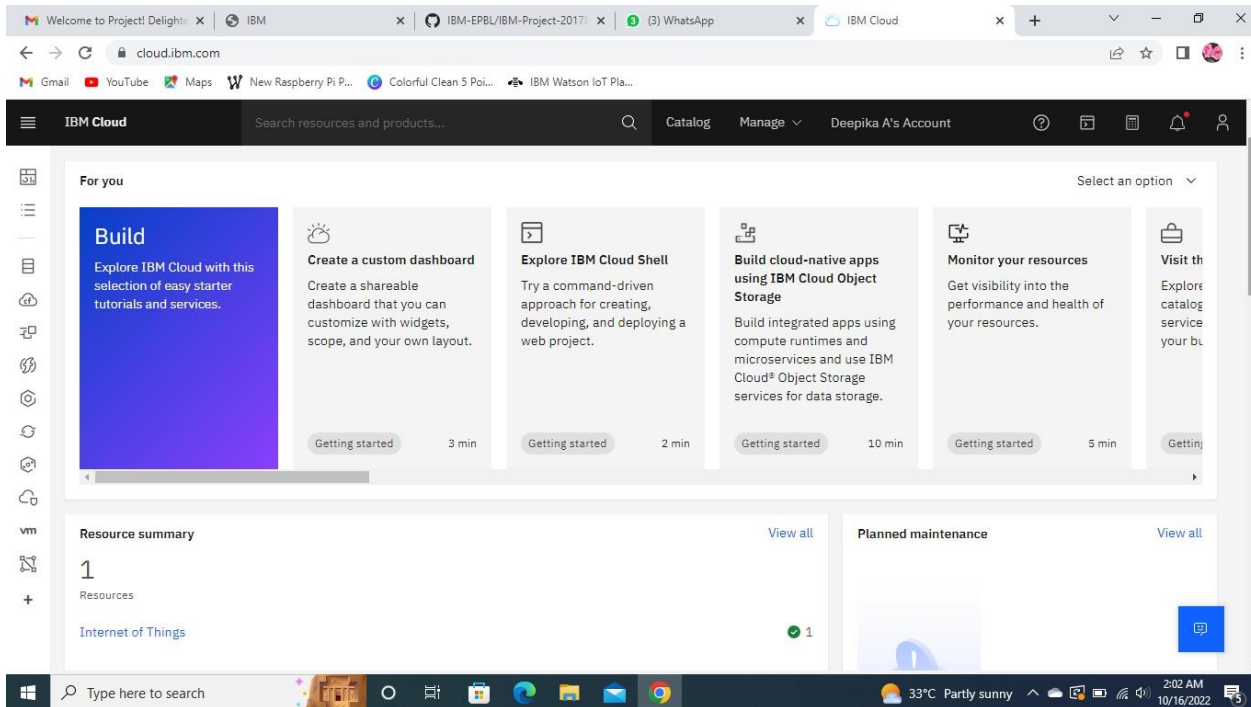 Welcome to Project! Delight
IBM
IBM-EPBL/IBM-Project-2017
(3) WhatsApp
IBM Cloud
cloud.ibm.com
Gmail
YouTube
Maps
New Raspberry Pi P...
Colorful Clean 5 Poi...
IBM Watson IoT Pla...
IBM Cloud
Search resources and products...
Catalog
Manage
Deepika A's Account
For you
Select an option
Build
Explore IBM Cloud with this
selection of easy starter
tutorials and services.
Create a custom dashboard
Create a shareable
dashboard that you can
customize with widgets,
scope, and your own layout.
Getting started
3 min
Explore IBM Cloud Shell
Try a command-driven
approach for creating,
developing, and deploying a
web project.
Getting started
2 min
Build cloud-native apps
using IBM Cloud Object
Storage
Build integrated apps using
compute runtimes and
microservices and use IBM
Cloud® Object Storage
services for data storage.
Getting started
10 min
Monitor your resources
Get visibility into the
performance and health of
your resources.
Getting started
5 min
Visit th
Explore
catalog
service
your bu
Getting
vm
Resource summary
View all
1
Resources
Internet of Things
1
Planned maintenance
View all
Type here to search
33°C Partly sunny
2:02 AM
10/16/2022
5